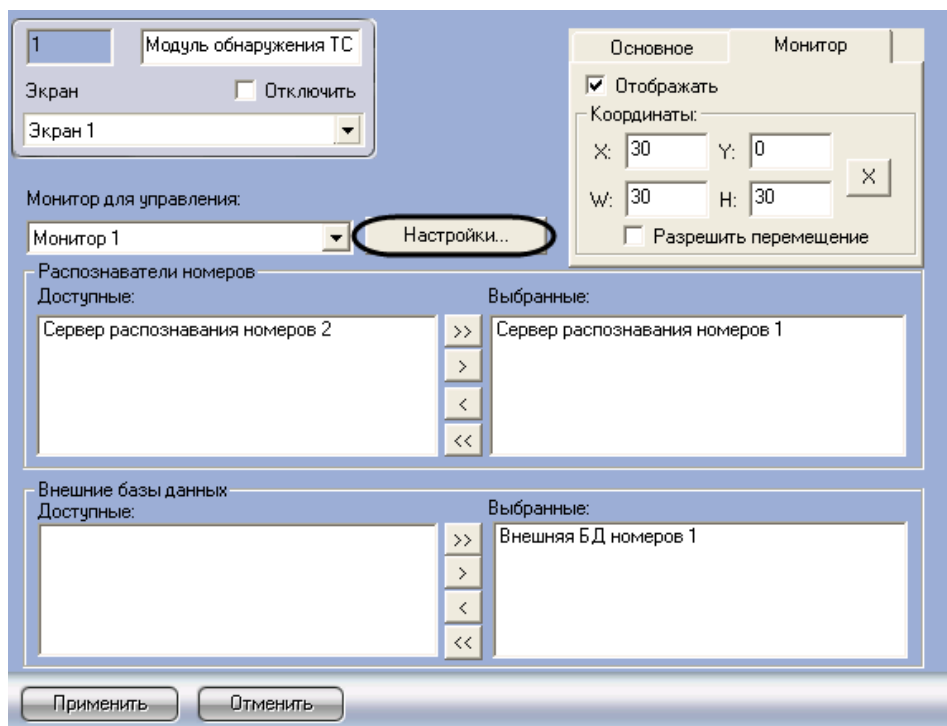 1
Модуль обнаружения ТС
Экран
Отключить
Экран 1
Основное
Монитор
Отображать
Координаты:
X: 30 Y: 0
X
W: 30 H: 30
Разрешить перемещение
Монитор для управления:
Монитор 1
Настройки...
Распознаватели номеров
Доступные:
Выбранные:
Сервер распознавания номеров 2
>>
>
<
<<
Сервер распознавания номеров 1
Внешние базы данных
Доступные:
Выбранные:
>>
>
<
<<
Внешняя БД номеров 1
Применить
Отменить